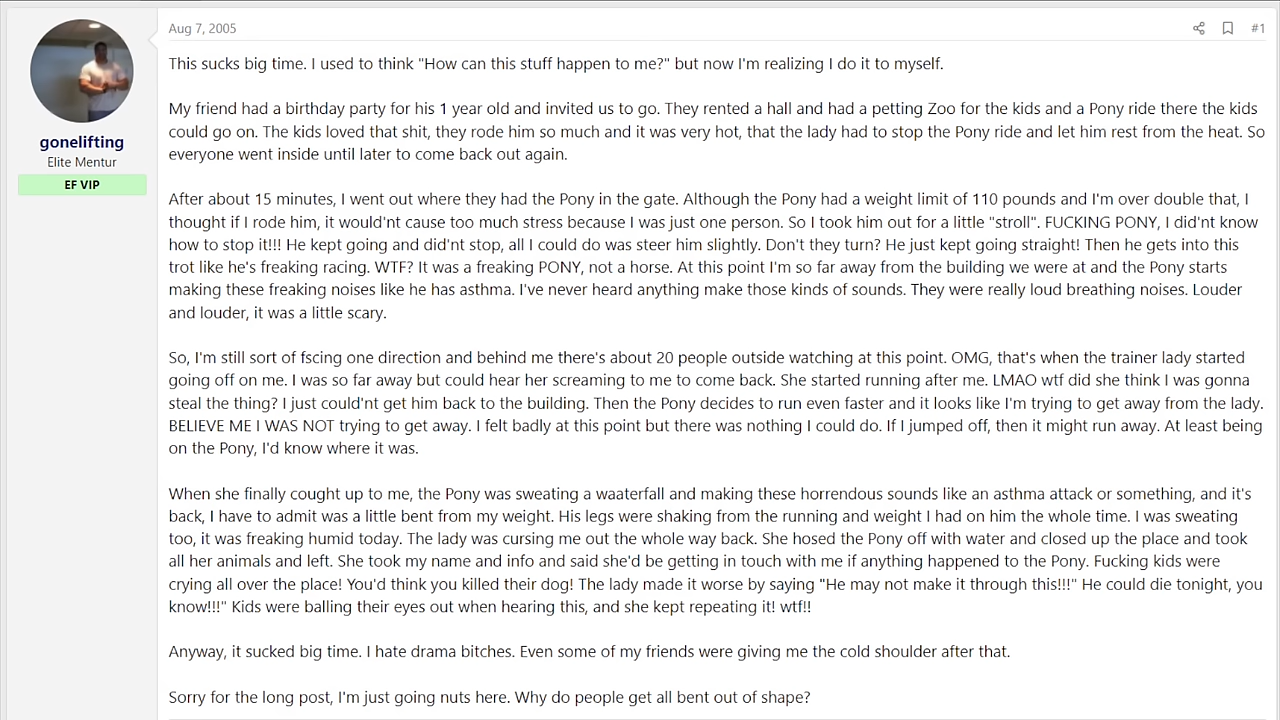 Aug 7, 2005
#1
gonelifting
Elite Mentur
EF VIP
This sucks big time. I used to think "How can this stuff happen to me?" but now I'm realizing I do it to myself.
My friend had a birthday party for his 1 year old and invited us to go. They rented a hall and had a petting Zoo for the kids and a Pony ride there the kids
could go on. The kids loved that shit, they rode him so much and it was very hot, that the lady had to stop the Pony ride and let him rest from the heat. So
everyone went inside until later to come back out again.
After about 15 minutes, I went out where they had the Pony in the gate. Although the Pony had a weight limit of 110 pounds and I'm over double that, I
thought if I rode him, it would'nt cause too much stress because I was just one person. So I took him out for a little "stroll". FUCKING PONY, I did'nt know
how to stop it!!! He kept going and did'nt stop, all I could do was steer him slightly. Don't they turn? He just kept going straight! Then he gets into this
trot like he's freaking racing. WTF? It was a freaking PONY, not a horse. At this point I'm so far away from the building we were at and the Pony starts
making these freaking noises like he has asthma. I've never heard anything make those kinds of sounds. They were really loud breathing noises. Louder
and louder, it was a little scary.
So, I'm still sort of fscing one direction and behind me there's about 20 people outside watching at this point. OMG, that's when the trainer lady started
going off on me. I was so far away but could hear her screaming to me to come back. She started running after me. LMAO wtf did she think I was gonna
steal the thing? I just could'nt get him back to the building. Then the Pony decides to run even faster and it looks like I'm trying to get away from the lady.
BELIEVE ME I WAS NOT trying to get away. I felt badly at this point but there was nothing I could do. If I jumped off, then it might run away. At least being
on the Pony, I'd know where it was.
When she finally cought up to me, the Pony was sweating a waaterfall and making these horrendous sounds like an asthma attack or something, and it's
back, I have to admit was a little bent from my weight. His legs were shaking from the running and weight I had on him the whole time. I was sweating
too, it was freaking humid today. The lady was cursing me out the whole way back. She hosed the Pony off with water and closed up the place and took
all her animals and left. She took my name and info and said she'd be getting in touch with me if anything happened to the Pony. Fucking kids were
crying all over the place! You'd think you killed their dog! The lady made it worse by saying "He may not make it through this!!!" He could die tonight, you
know!!!" Kids were balling their eyes out when hearing this, and she kept repeating it! wtf!!
Anyway, it sucked big time. I hate drama bitches. Even some of my friends were giving me the cold shoulder after that.
Sorry for the long post, I'm just going nuts here. Why do people get all bent out of shape?